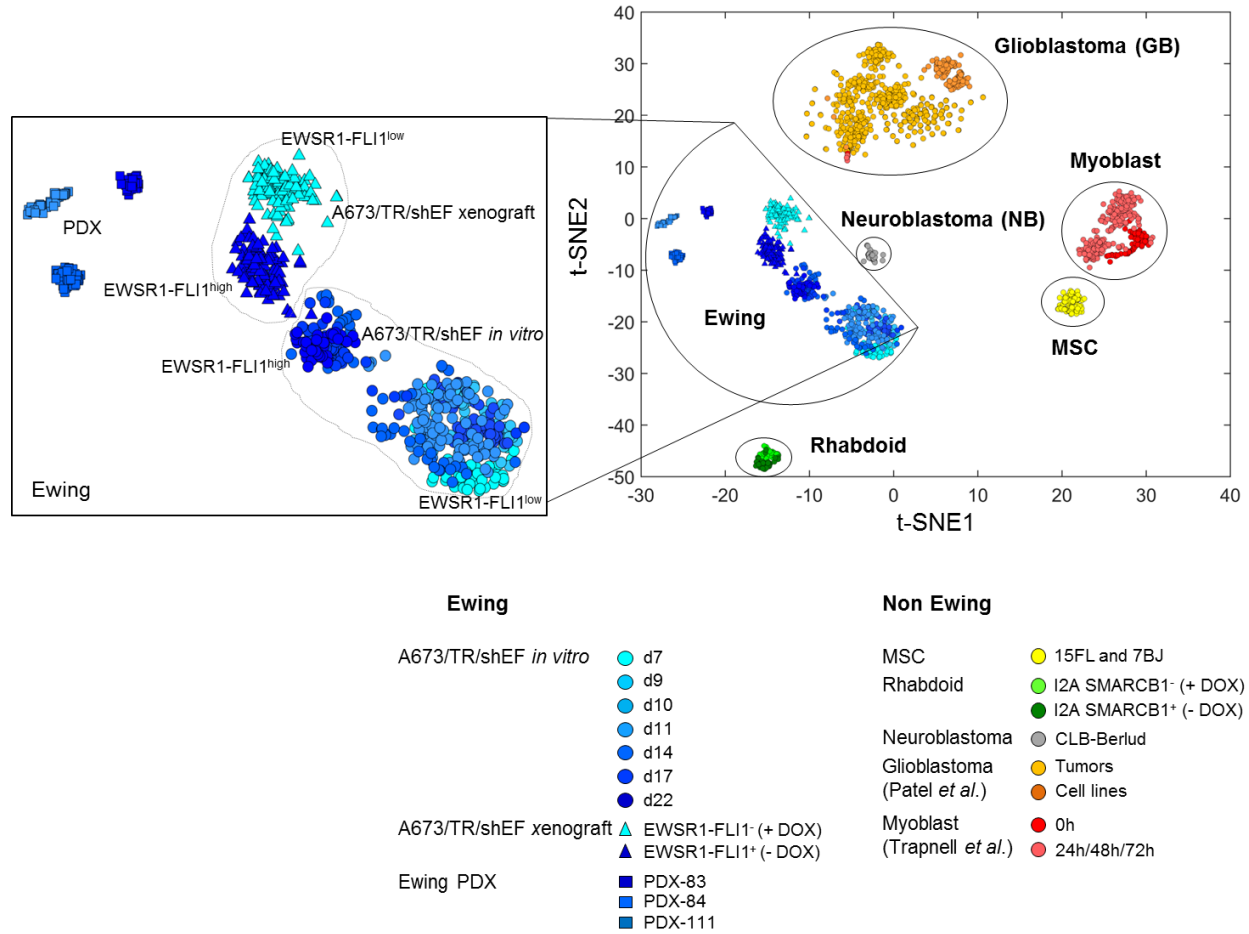 EWSR1-FLI1low
A673/TR/shEF xenograft
PDX
EWSR1-FLI1high
A673/TR/shEF in vitro
EWSR1-FLI1high
Ewing
EWSR1-FLI1low
40
30
20
10
0
-10
-20
-30
-40
-50
t-SNE2
Glioblastoma (GB)
Myoblast
Neuroblastoma (NB)
Ewing
MSC
Rhabdoid
-30
-20
-10
0
10
20
30
40
t-SNE1
Ewing
A673/TR/shEF in vitro
d7
d9
d10
d11
d14
d17
d22
A673/TR/shEF xenograft
EWSR1-FLI1- (+ DOX)
EWSR1-FLI1+ (- DOX)
Ewing PDX
PDX-83
PDX-84
PDX-111
Non Ewing
MSC
15FL and 7BJ
Rhabdoid
I2A SMARCB1- (+ DOX)
I2A SMARCB1+ (- DOX)
Neuroblastoma
CLB-Berlud
Glioblastoma
(Patel et al.)
Tumors
Cell lines
Myoblast
(Trapnell et al.)
0h
24h/48h/72h